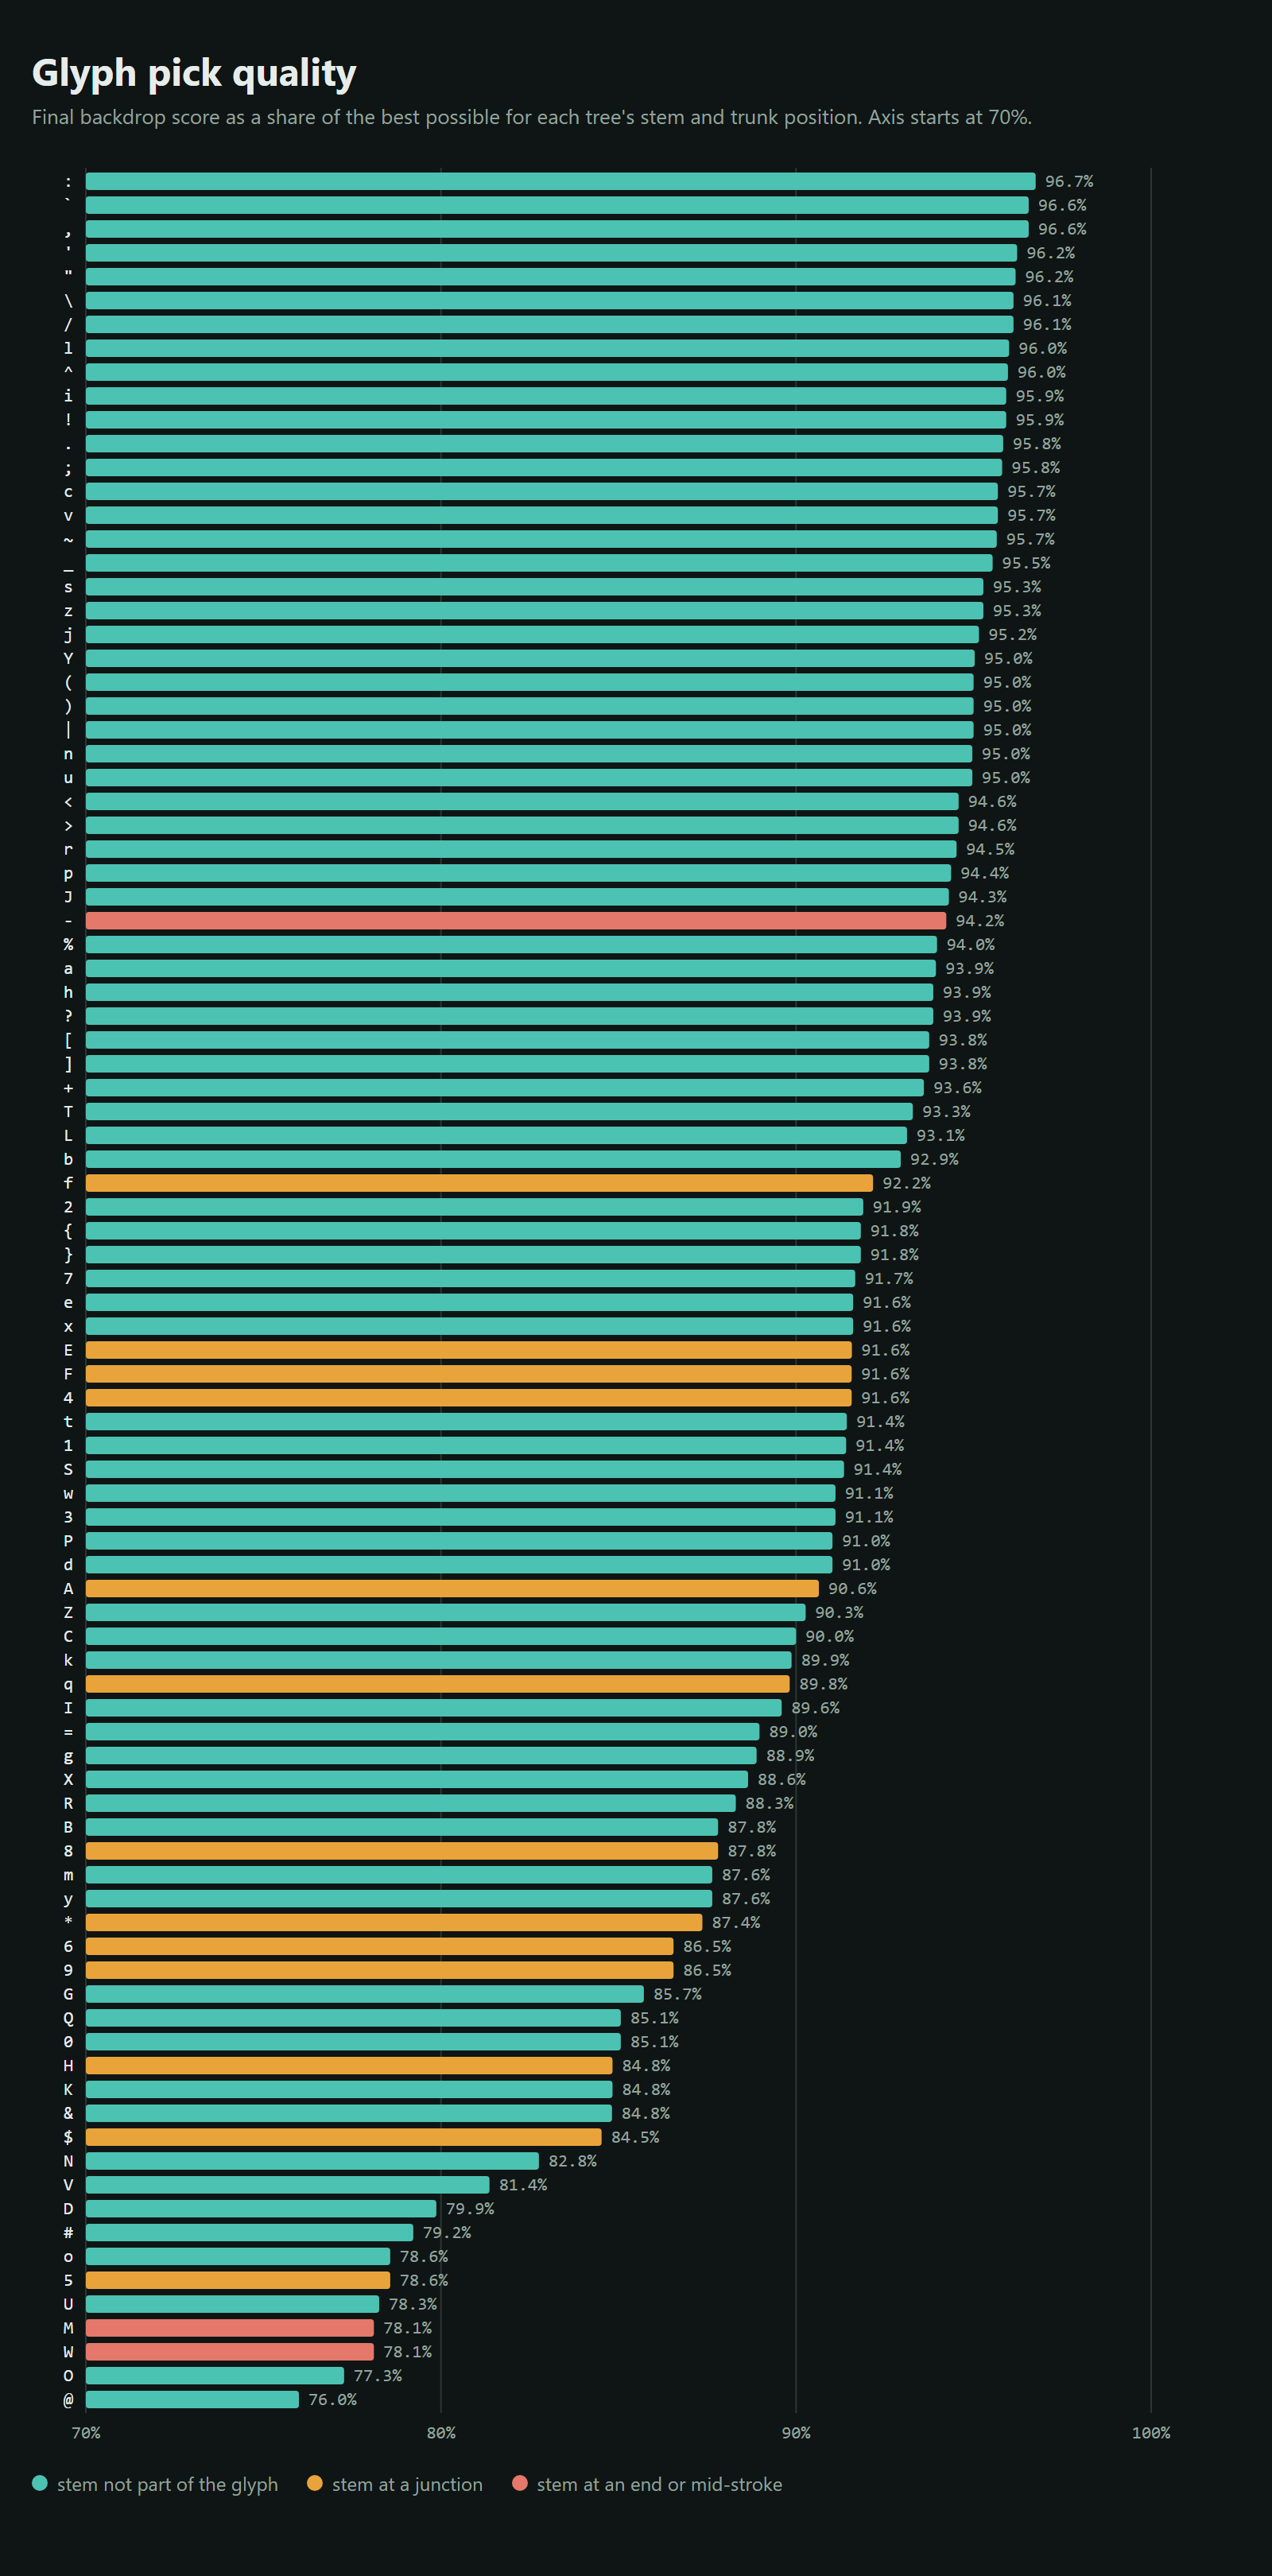 Glyph pick quality
Final backdrop score as a share of the best possible for each tree's stem and trunk position. Axis starts at 70%.
: 96.7%
` 96.6%
, 96.6%
' 96.2%
" 96.2%
\ 96.1%
/ 96.1%
l 96.0%
^ 96.0%
i 95.9%
! 95.9%
. 95.8%
; 95.8%
c 95.7%
v 95.7%
~ 95.7%
_ 95.5%
s 95.3%
z 95.3%
j 95.2%
Y 95.0%
( 95.0%
) 95.0%
| 95.0%
n 95.0%
u 95.0%
< 94.6%
> 94.6%
r 94.5%
p 94.4%
J 94.3%
- 94.2%
% 94.0%
a 93.9%
h 93.9%
? 93.9%
[ 93.8%
] 93.8%
+ 93.6%
T 93.3%
L 93.1%
b 92.9%
f 92.2%
2 91.9%
{ 91.8%
} 91.8%
7 91.7%
e 91.6%
x 91.6%
E 91.6%
F 91.6%
4 91.6%
t 91.4%
1 91.4%
S 91.4%
w 91.1%
3 91.1%
P 91.0%
d 91.0%
A 90.6%
Z 90.3%
C 90.0%
k 89.9%
q 89.8%
I 89.6%
= 89.0%
g 88.9%
X 88.6%
R 88.3%
B 87.8%
8 87.8%
m 87.6%
y 87.6%
* 87.4%
6 86.5%
9 86.5%
G 85.7%
Q 85.1%
0 85.1%
H 84.8%
K 84.8%
& 84.8%
$ 84.5%
N 82.8%
V 81.4%
D 79.9%
# 79.2%
o 78.6%
5 78.6%
U 78.3%
M 78.1%
W 78.1%
O 77.3%
@ 76.0%
70% 80% 90% 100%
stem not part of the glyph stem at a junction stem at an end or mid-stroke